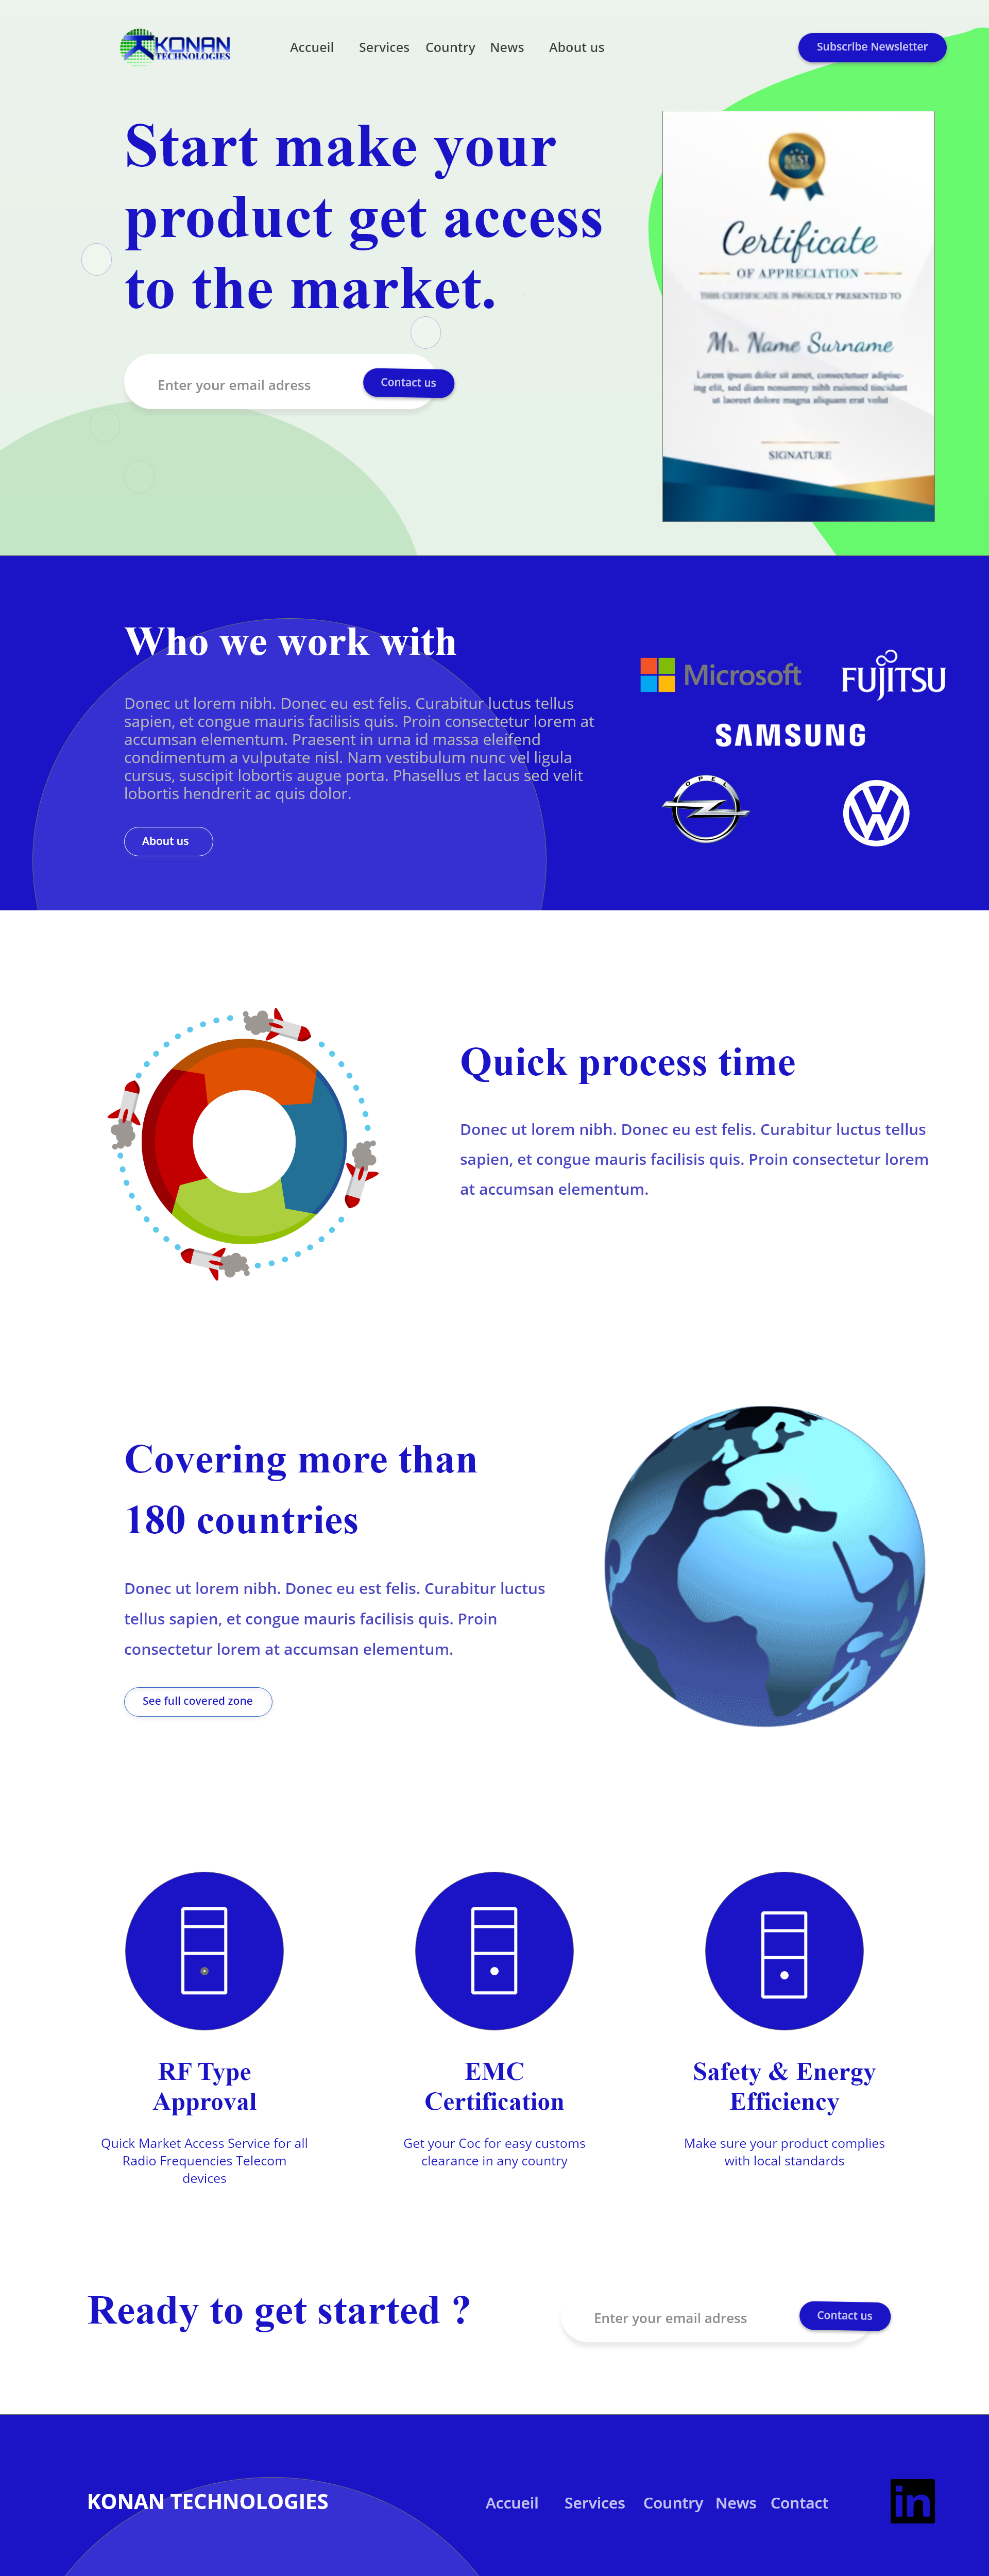 KONAN
TECHNOLOGIES
Accueil Services Country News About us
Subscribe Newsletter
Start make your
product get access
to the market.
Enter your email adress
Contact us
BEST
Certificate
OF APPRECIATION
THIS CERTIFICATE IS PROUDLY PRESENTED TO
Mr. Name Surname
Lorem ipsum dolor sit amet, consectetuer adipisc-
ing elit, sed diam nonummy nibh euismod tincidunt
ut laoreet dolore magna aliquam erat volut
SIGNATURE
Who we work with
Donec ut lorem nibh. Donec eu est felis. Curabitur luctus tellus
sapien, et congue mauris facilisis quis. Proin consectetur lorem at
accumsan elementum. Praesent in urna id massa eleifend
condimentum a vulputate nisl. Nam vestibulum nunc vel ligula
cursus, suscipit lobortis augue porta. Phasellus et lacus sed velit
lobortis hendrerit ac quis dolor.
About us
Microsoft
FUJITSU
SAMSUNG
OPEL
VW
Quick process time
Donec ut lorem nibh. Donec eu est felis. Curabitur luctus tellus
sapien, et congue mauris facilisis quis. Proin consectetur lorem
at accumsan elementum.
Covering more than
180 countries
Donec ut lorem nibh. Donec eu est felis. Curabitur luctus
tellus sapien, et congue mauris facilisis quis. Proin
consectetur lorem at accumsan elementum.
See full covered zone
RF Type
Approval
Quick Market Access Service for all
Radio Frequencies Telecom
devices
EMC
Certification
Get your Coc for easy customs
clearance in any country
Safety & Energy
Efficiency
Make sure your product complies
with local standards
Ready to get started ?
Enter your email adress
Contact us
KONAN TECHNOLOGIES
Accueil Services Country News Contact
in